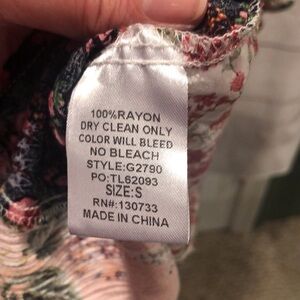 100%RAYON
DRY CLEAN ONLY
COLOR WILL BLEED
NO BLEACH
STYLE:G2790
PO:TL62093
SIZE:S
RN#:130733
MADE IN CHINA